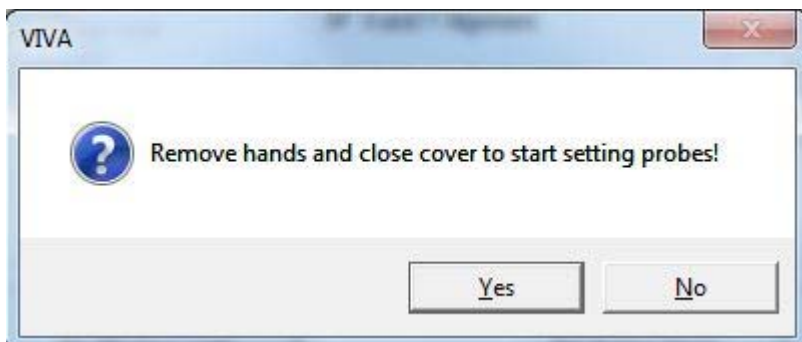 VIVA
Remove hands and close cover to start setting probes!
Yes
No